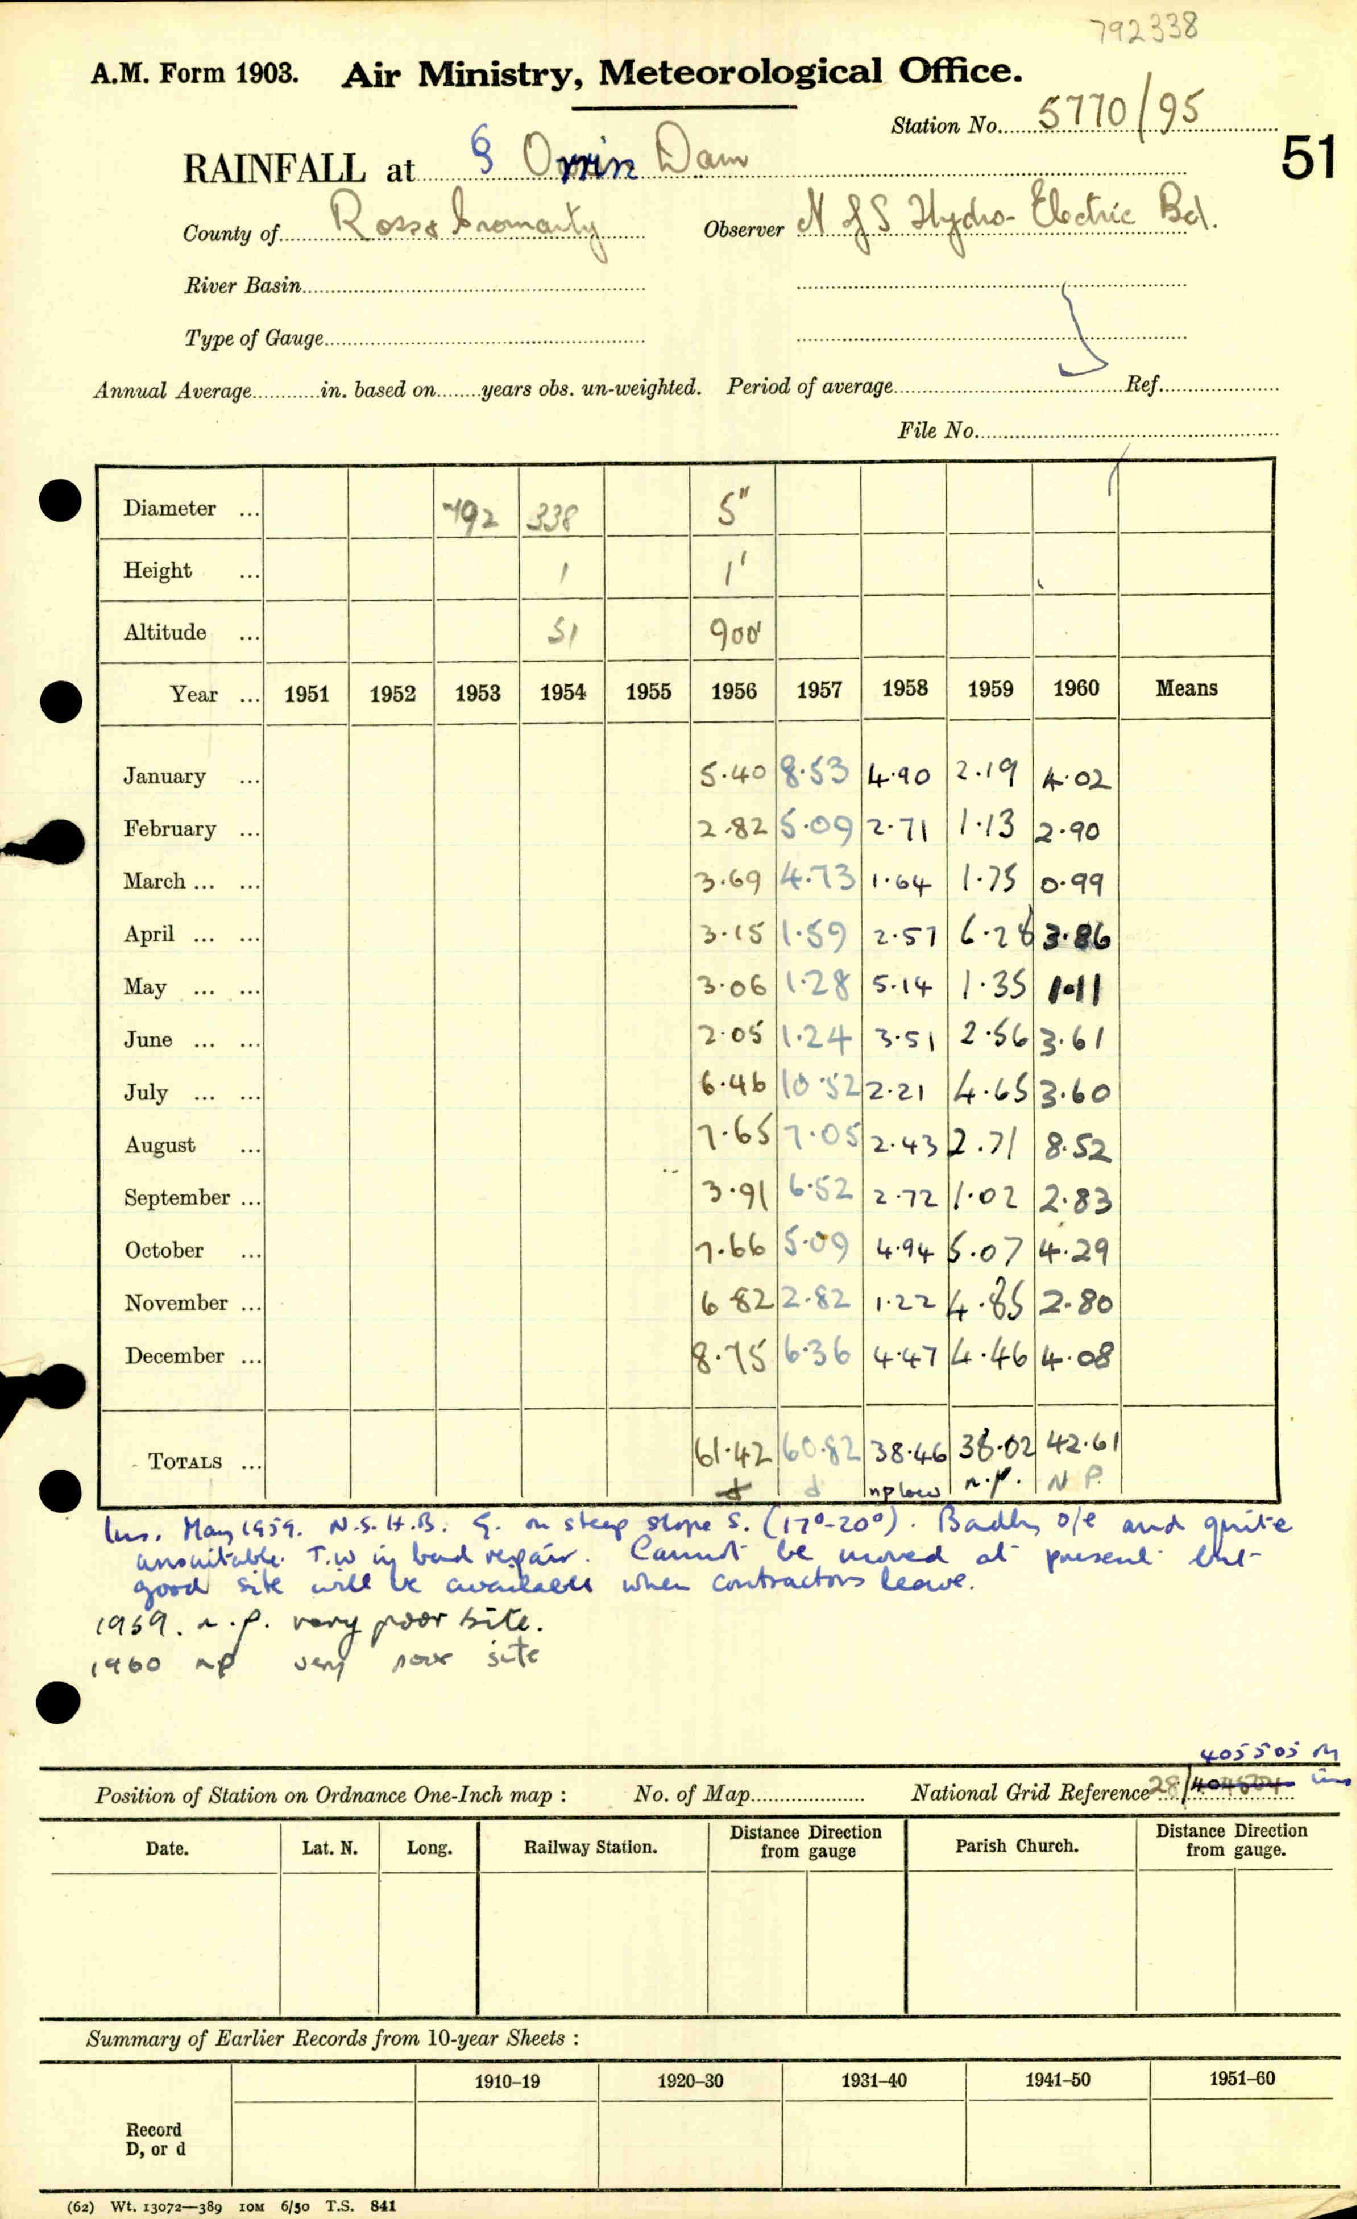 792338
A.M. Form 1903. Air Ministry, Meteorological Office.
Station No. 5770/95
51
RAINFALL at § Orrin Dam
County of Ross & Cromarty Observer N of S Hydro-Electric Bd.
River Basin
Type of Gauge
Annual Average in. based on years obs. un-weighted. Period of average Ref.
File No.
Diameter ... 792 338 5"
Height ... 1 1'
Altitude ... 51 900'
Year ... 1951 1952 1953 1954 1955 1956 1957 1958 1959 1960 Means
January ... 5.40 8.53 4.90 2.19 4.02
February ... 2.82 5.09 2.71 1.13 2.90
March ... ... 3.69 4.73 1.64 1.75 0.99
April ... ... 3.15 1.59 2.57 6.28 3.86
May ... ... 3.06 1.28 5.14 1.35 1.11
June ... ... 2.05 1.24 3.51 2.56 3.61
July ... ... 6.46 10.52 2.21 4.65 3.60
August ... 7.65 7.05 2.43 2.71 8.52
September ... 3.91 6.52 2.72 1.02 2.83
October ... 7.66 5.09 4.94 5.07 4.29
November ... 6.82 2.82 1.22 4.85 2.80
December ... 8.75 6.36 4.47 4.46 4.08
TOTALS ... 61.42 60.82 38.46 38.02 42.61
d d np low n.p. N P.
Ins. May 1959. N.S.H.B. G. on steep slope S. (17°-20°). Badly o/e and quite
unsuitable. T.W in bad repair. Cannot be moved at present but
good site will be available when contractors leave.
1959. n.p. very poor site.
1960 np very poor site
405505
Position of Station on Ordnance One-Inch map : No. of Map National Grid Reference 28/
Date. Lat. N. Long. Railway Station. Distance from Direction gauge Parish Church. Distance from Direction gauge.
Summary of Earlier Records from 10-year Sheets :
1910–19 1920–30 1931–40 1941–50 1951–60
Record
D, or d
(62) Wt. 13072—389 10M 6/50 T.S. 841